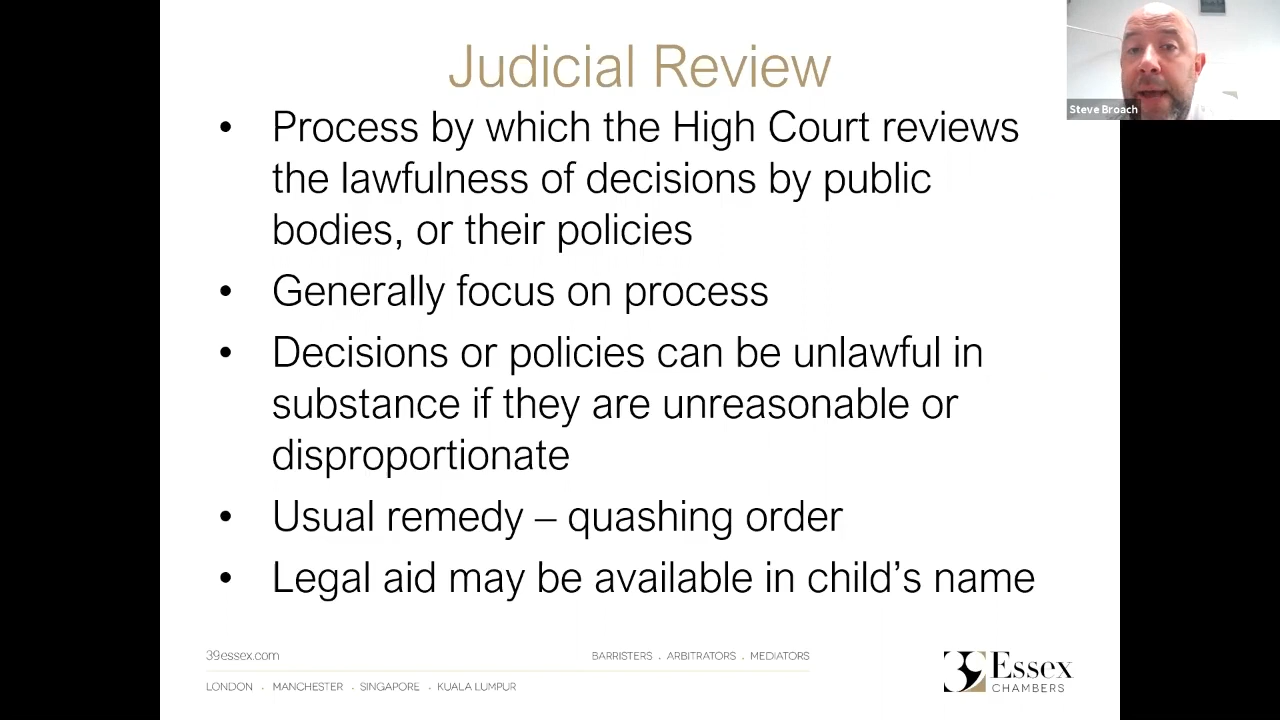 Judicial Review
Steve Broach
• Process by which the High Court reviews
the lawfulness of decisions by public
bodies, or their policies
• Generally focus on process
• Decisions or policies can be unlawful in
substance if they are unreasonable or
disproportionate
• Usual remedy – quashing order
• Legal aid may be available in child’s name
39essex.com
BARRISTERS . ARBITRATORS . MEDIATORS
LONDON . MANCHESTER . SINGAPORE . KUALA LUMPUR
39 Essex
CHAMBERS